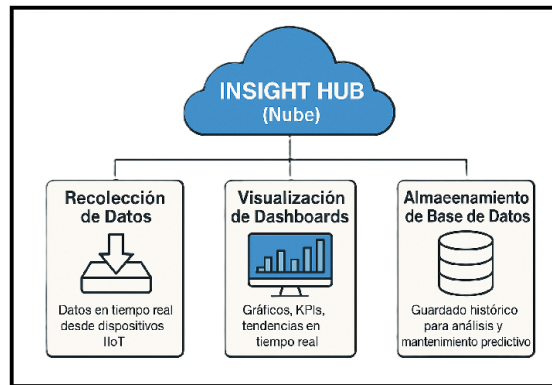 INSIGHT HUB
(Nube)
Recolección
de Datos
Datos en tiempo real
desde dispositivos
IIoT
Visualización
de Dashboards
Gráficos, KPIs,
tendencias en
tiempo real
Almaeenamiento
de Base de Datos
Guardado histórico
para análisis y
mantenimiento predictivo